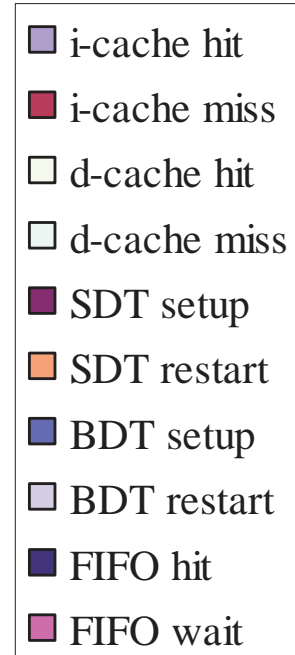 i-cache hit
i-cache miss
d-cache hit
d-cache miss
SDT setup
SDT restart
BDT setup
BDT restart
FIFO hit
FIFO wait